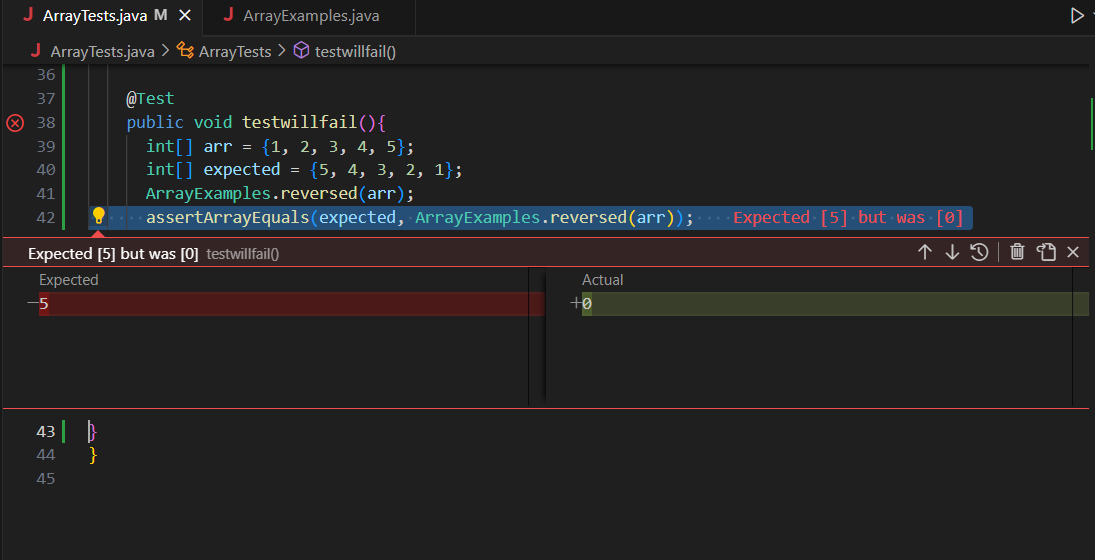 J ArrayTests.java M J ArrayExamples.java
J ArrayTests.java > ArrayTests > testwillfail()
36
37 @Test
38 public void testwillfail(){
39 int[] arr = {1, 2, 3, 4, 5};
40 int[] expected = {5, 4, 3, 2, 1};
41 ArrayExamples.reversed(arr);
42 assertArrayEquals(expected, ArrayExamples.reversed(arr)); Expected [5] but was [0]
Expected [5] but was [0] testwillfail()
Expected Actual
—5 +0
43 }
44 }
45